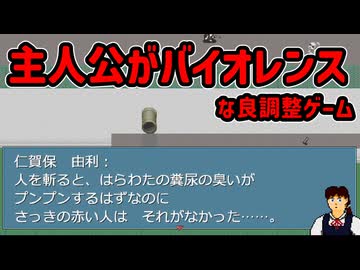 主人公がバイオレンス
な良調整ゲーム
仁賀保　由利：
人を斬ると、はらわたの糞尿の臭いが
プンプンするはずなのに
さっきの赤い人は　それがなかった……。